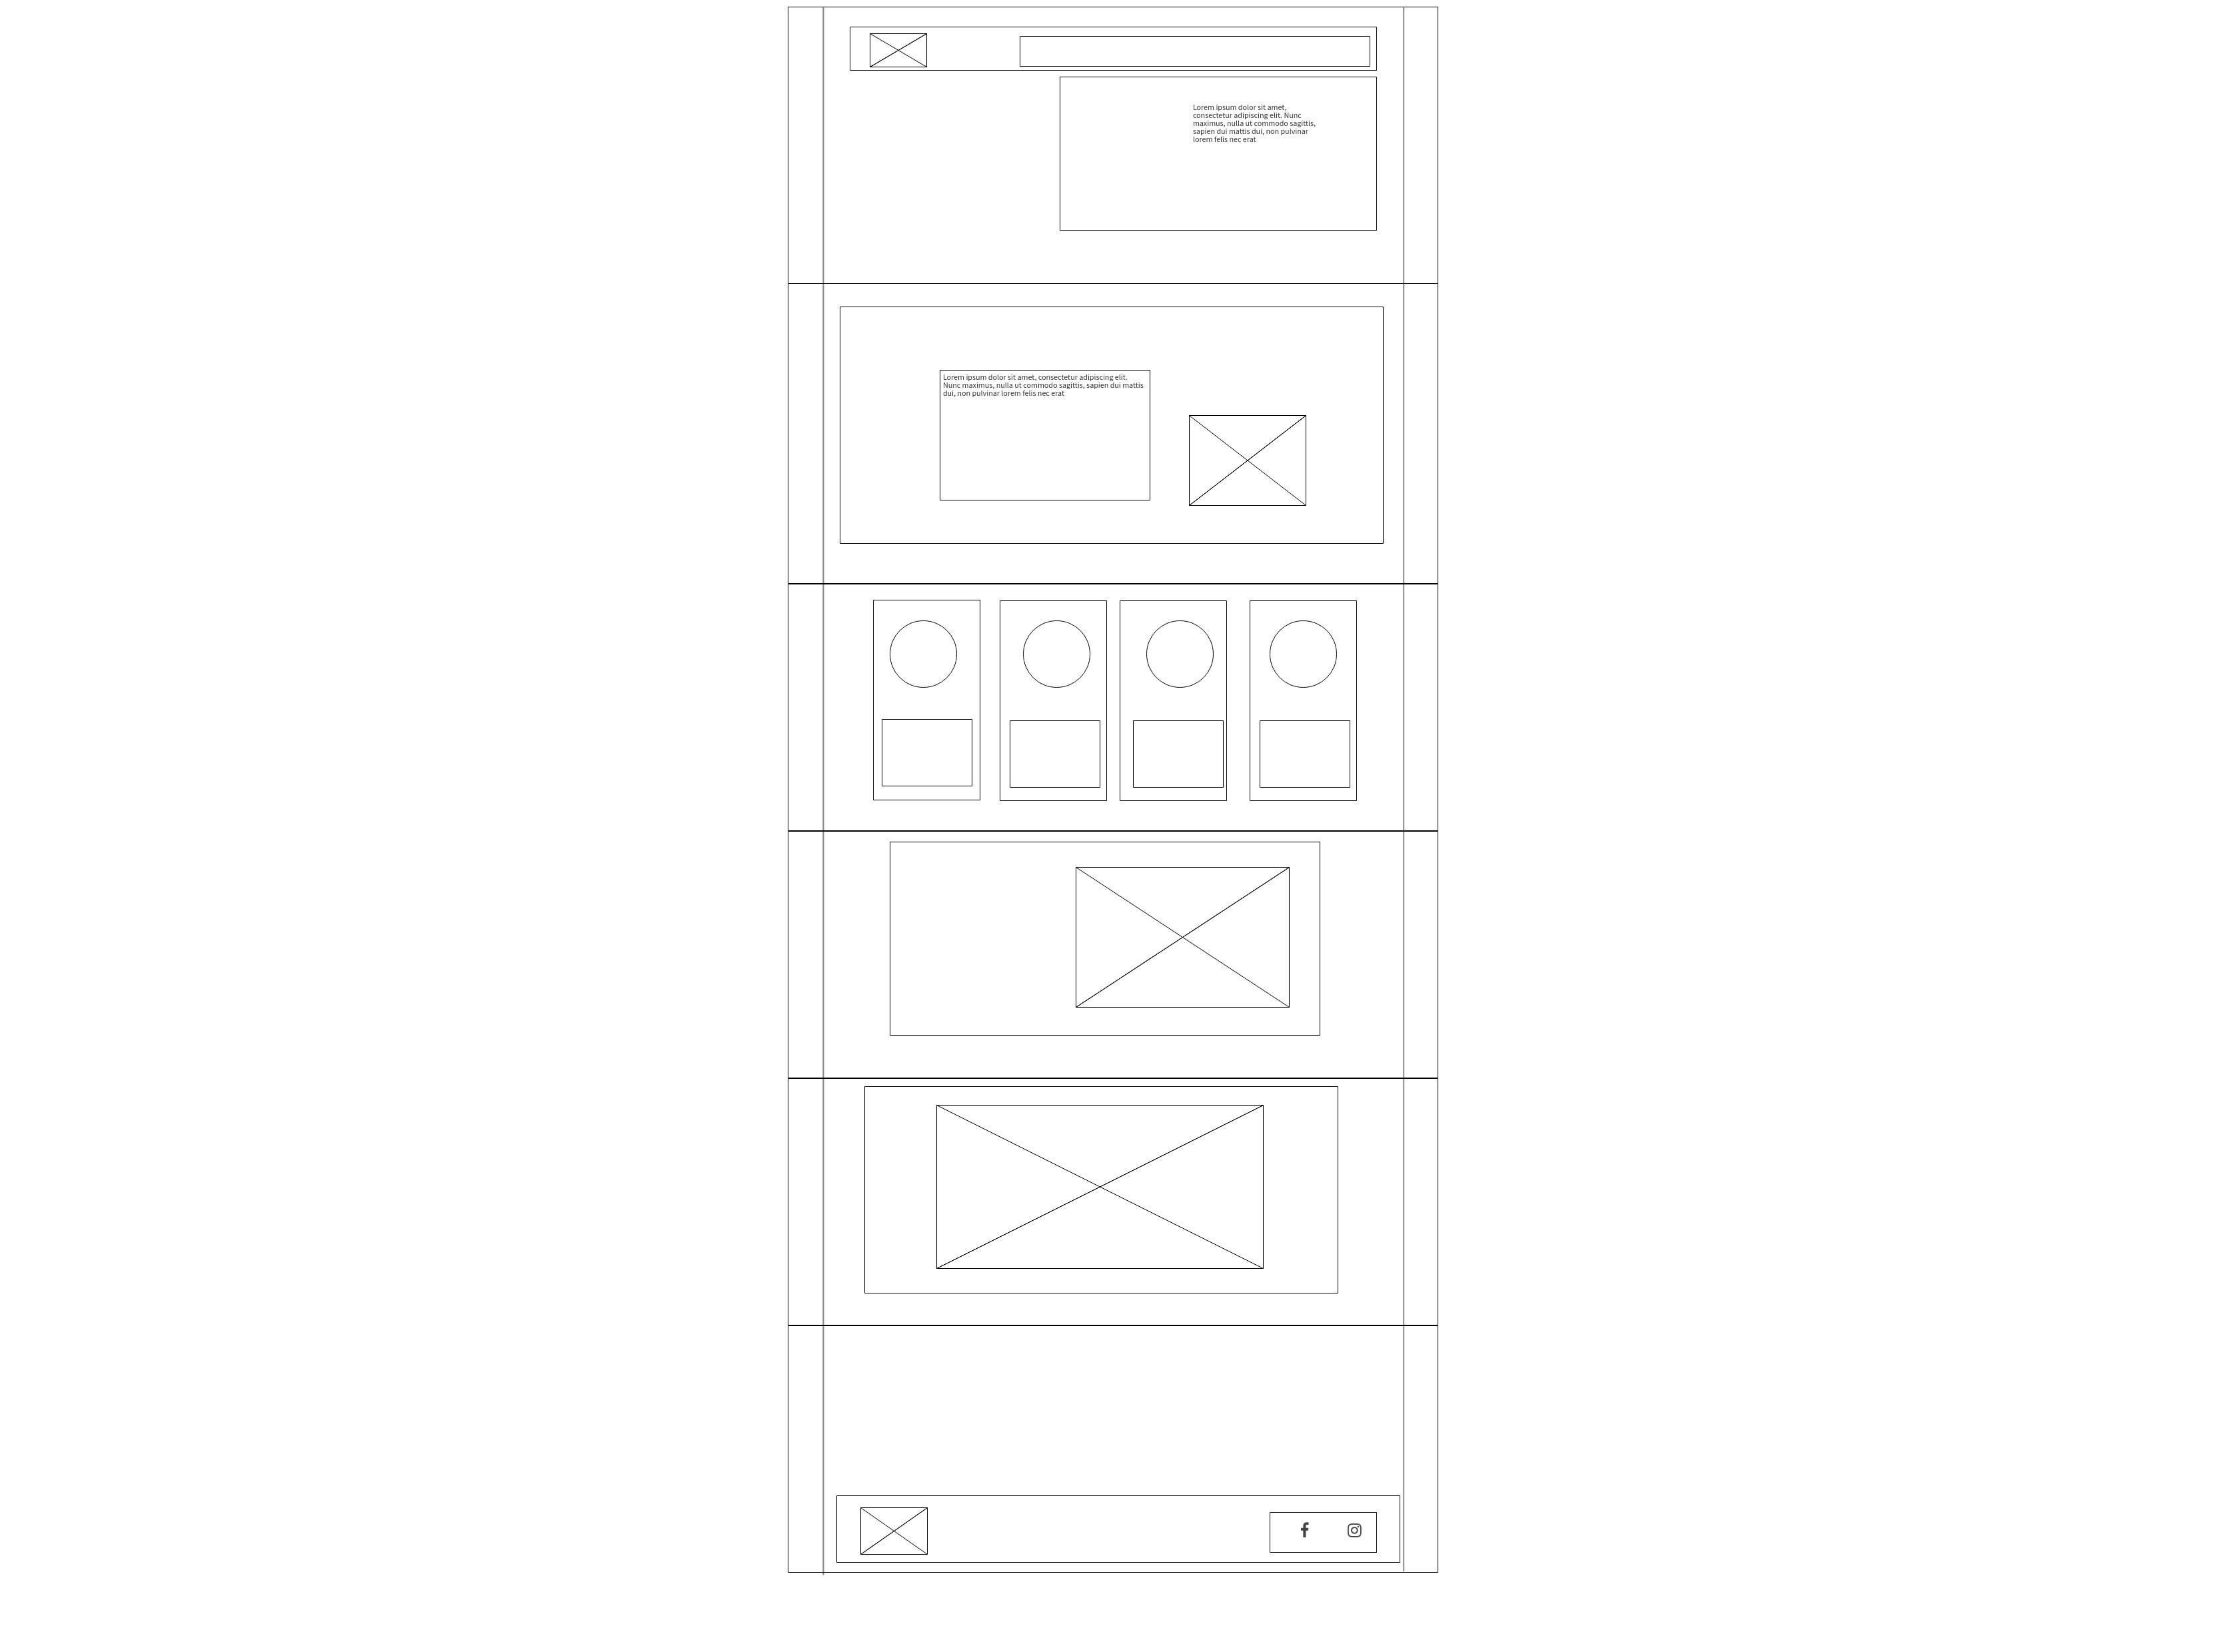 Lorem ipsum dolor sit amet,
consectetur adipiscing elit. Nunc
maximus, nulla ut commodo sagittis,
sapien dui mattis dui, non pulvinar
lorem felis nec erat
Lorem ipsum dolor sit amet, consectetur adipiscing elit.
Nunc maximus, nulla ut commodo sagittis, sapien dui mattis
dui, non pulvinar lorem felis nec erat